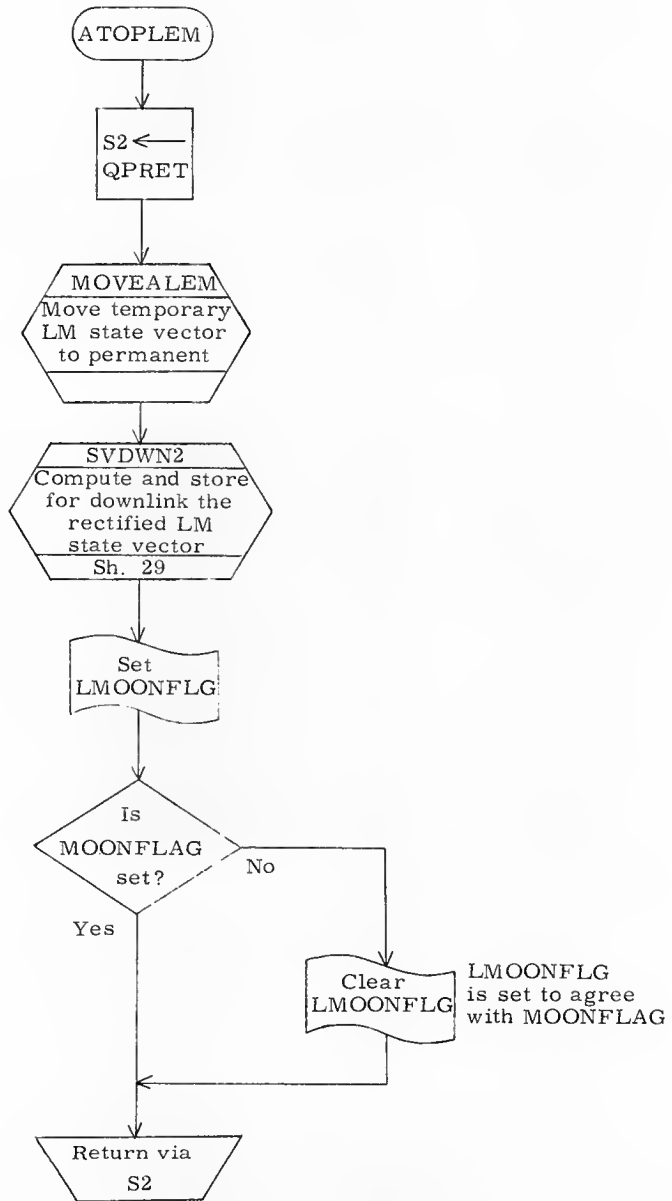 ATOPLEM
S2 ←
QPRET
MOVEALEM
Move temporary
LM state vector
to permanent
SVDWN2
Compute and store
for downlink the
rectified LM
state vector
Sh. 29
Set
LMOONFLG
Is
MOONFLAG
set?
No
Yes
Clear
LMOONFLG
LMOONFLG
is set to agree
with MOONFLAG
Return via
S2